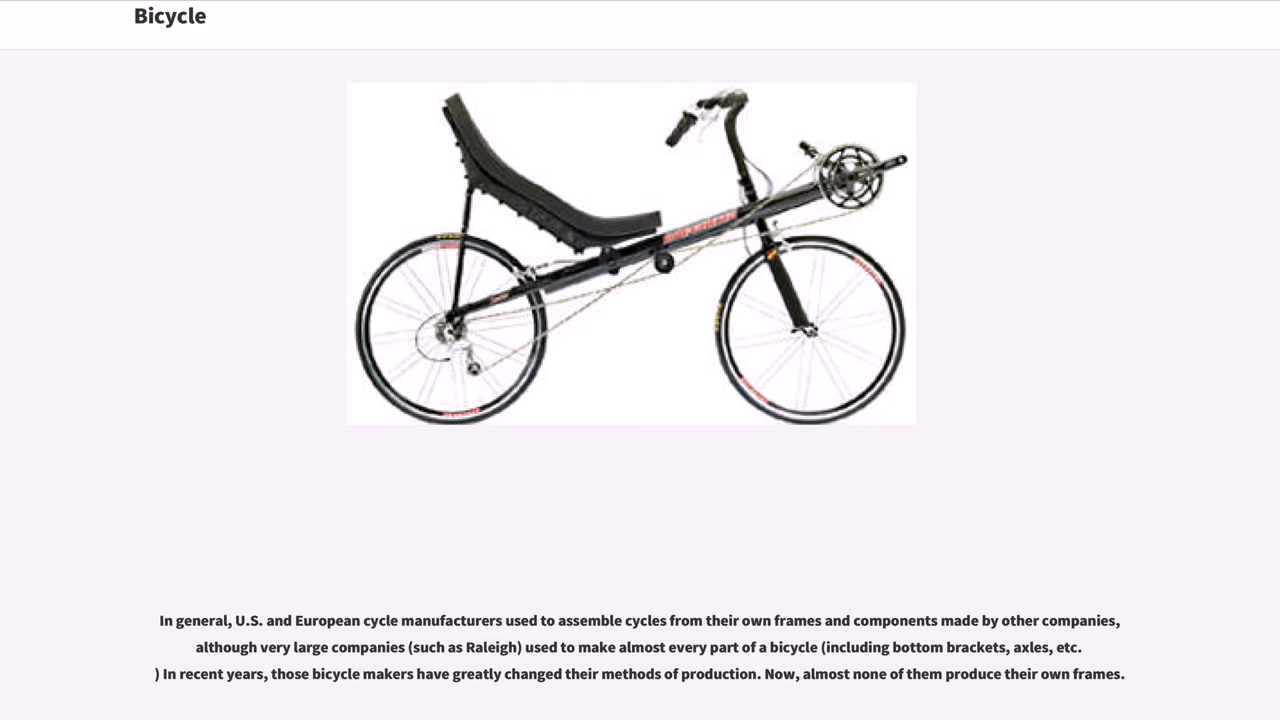 Bicycle
In general, U.S. and European cycle manufacturers used to assemble cycles from their own frames and components made by other companies,
although very large companies (such as Raleigh) used to make almost every part of a bicycle (including bottom brackets, axles, etc.
) In recent years, those bicycle makers have greatly changed their methods of production. Now, almost none of them produce their own frames.